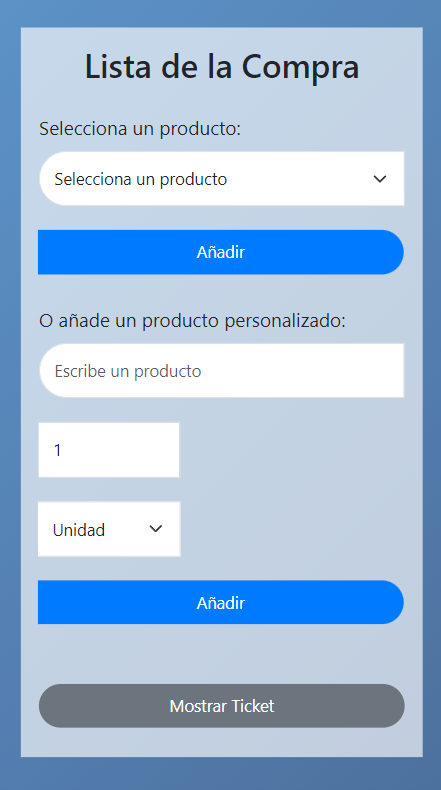 Lista de la Compra
Selecciona un producto:
Selecciona un producto
Añadir
O añade un producto personalizado:
Escribe un producto
1
Unidad
Añadir
Mostrar Ticket